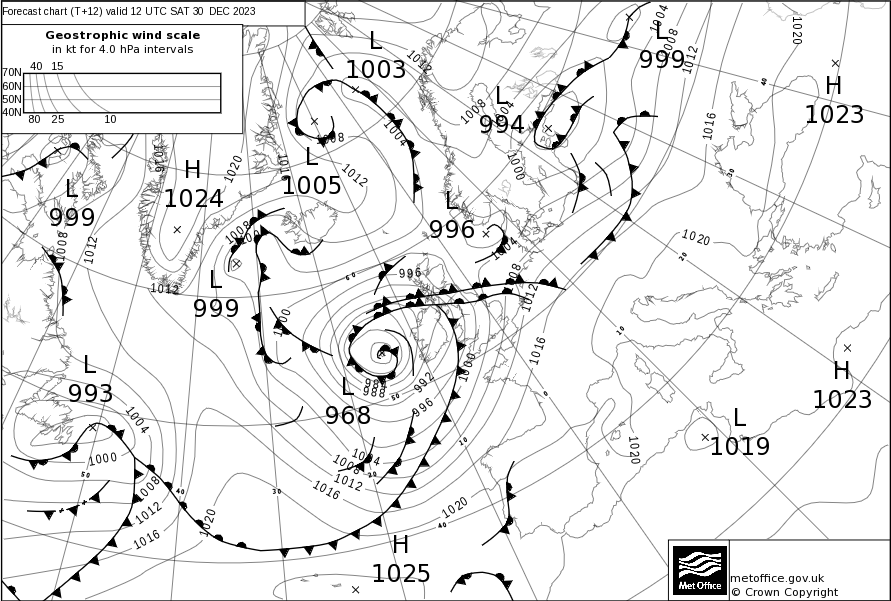 Forecast chart (T+12) valid 12 UTC SAT 30 DEC 2023
Geostrophic wind scale
in kt for 4.0 hPa intervals
40 15
70N
60N
50N
40N
80 25 10
L
1003
1012
1004
1008
L
999
1012
1020
H
1023
40
1008
L
994
1016
1008
1004
L
1005
1012
1000
1016
1020
H
1024
L
999
1008
1012
1012
L
996
1004
1008
1020
20
30
1008
L
999
60
996
1008
1012
1000
1016
10
L
993
1004
1000
50
L
968
984
988
50
992
996
1000
0
H
1023
L
1019
1020
10
1004
1008
1012
1016
20
1008
1012
1016
40
30
1020
1020
40
H
1025
Met Office
metoffice.gov.uk
© Crown Copyright